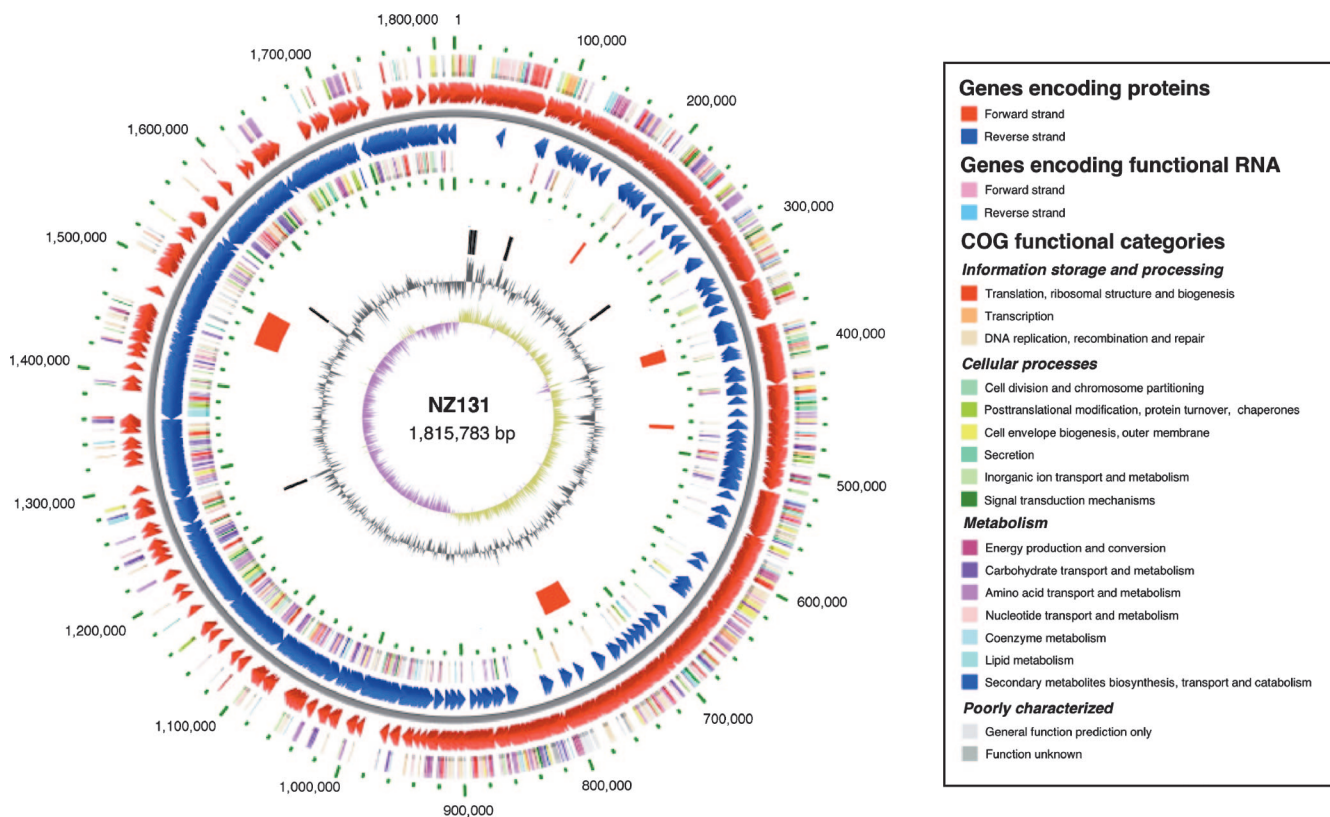 1,800,000
1
100,000
200,000
300,000
400,000
500,000
600,000
700,000
800,000
900,000
1,000,000
1,100,000
1,200,000
1,300,000
1,400,000
1,500,000
1,600,000
1,700,000
NZ131
1,815,783 bp
Genes encoding proteins
Forward strand
Reverse strand
Genes encoding functional RNA
Forward strand
Reverse strand
COG functional categories
Information storage and processing
Translation, ribosomal structure and biogenesis
Transcription
DNA replication, recombination and repair
Cellular processes
Cell division and chromosome partitioning
Posttranslational modification, protein turnover, chaperones
Cell envelope biogenesis, outer membrane
Secretion
Inorganic ion transport and metabolism
Signal transduction mechanisms
Metabolism
Energy production and conversion
Carbohydrate transport and metabolism
Amino acid transport and metabolism
Nucleotide transport and metabolism
Coenzyme metabolism
Lipid metabolism
Secondary metabolites biosynthesis, transport and catabolism
Poorly characterized
General function prediction only
Function unknown